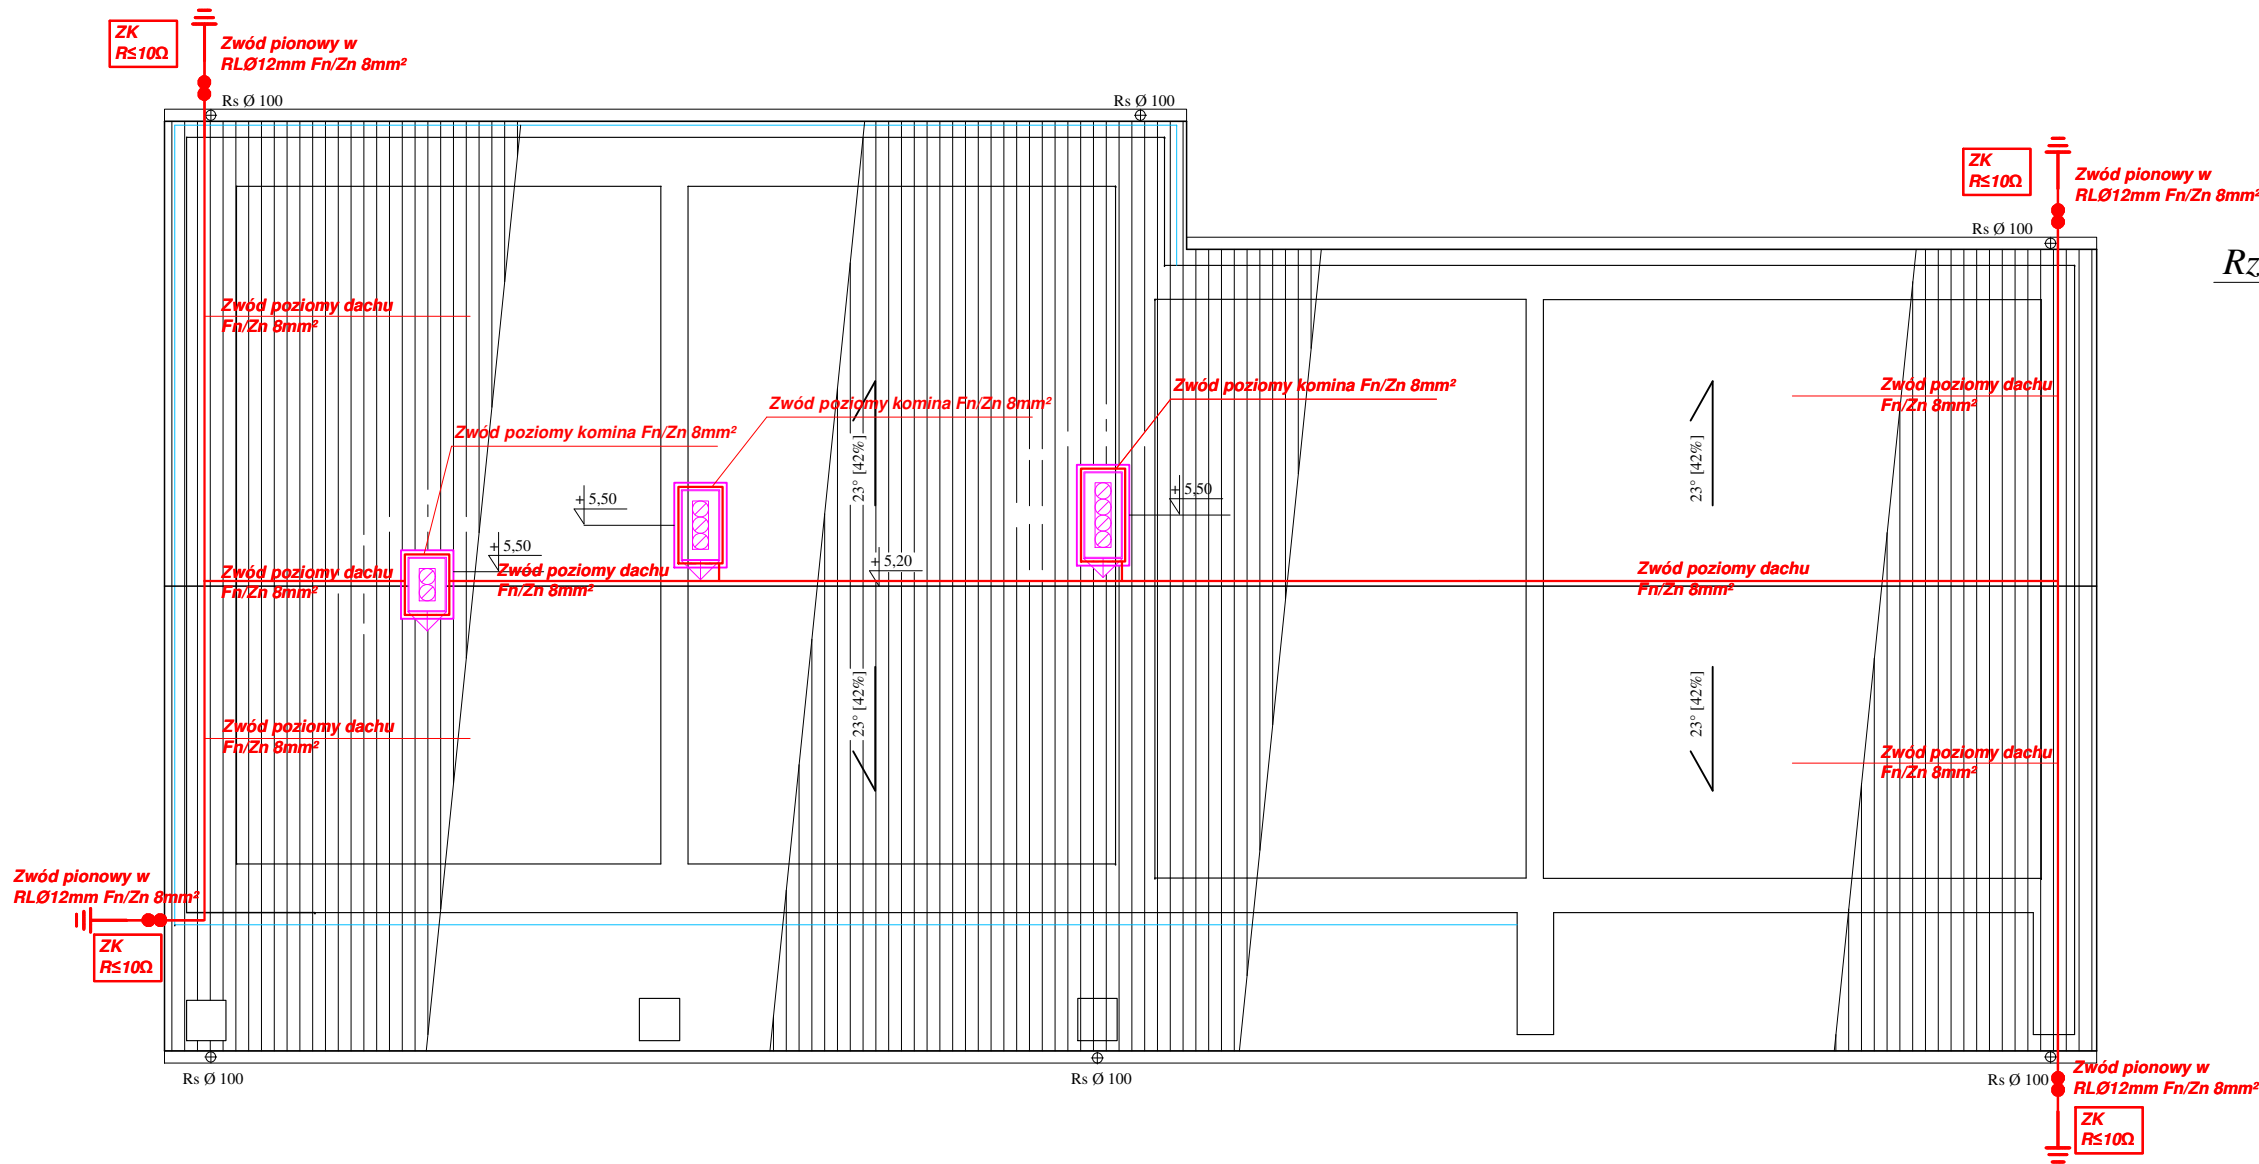 ZK
R≤10Ω
Zwód pionowy w
RLØ12mm Fn/Zn 8mm²
Rs Ø 100
Rs Ø 100
ZK
R≤10Ω
Zwód pionowy w
RLØ12mm Fn/Zn 8mm²
Rs Ø 100
Rz
Zwód poziomy dachu
Fn/Zn 8mm²
Zwód poziomy komina Fn/Zn 8mm²
Zwód poziomy komina Fn/Zn 8mm²
Zwód poziomy komina Fn/Zn 8mm²
Zwód poziomy dachu
Fn/Zn 8mm²
23° [42%]
23° [42%]
+ 5,50
+ 5,50
+ 5,50
+ 5,20
Zwód poziomy dachu
Fn/Zn 8mm²
Zwód poziomy dachu
Fn/Zn 8mm²
Zwód poziomy dachu
Fn/Zn 8mm²
23° [42%]
23° [42%]
Zwód poziomy dachu
Fn/Zn 8mm²
Zwód poziomy dachu
Fn/Zn 8mm²
Zwód pionowy w
RLØ12mm Fn/Zn 8mm²
ZK
R≤10Ω
Rs Ø 100
Rs Ø 100
Rs Ø 100
Zwód pionowy w
RLØ12mm Fn/Zn 8mm²
ZK
R≤10Ω